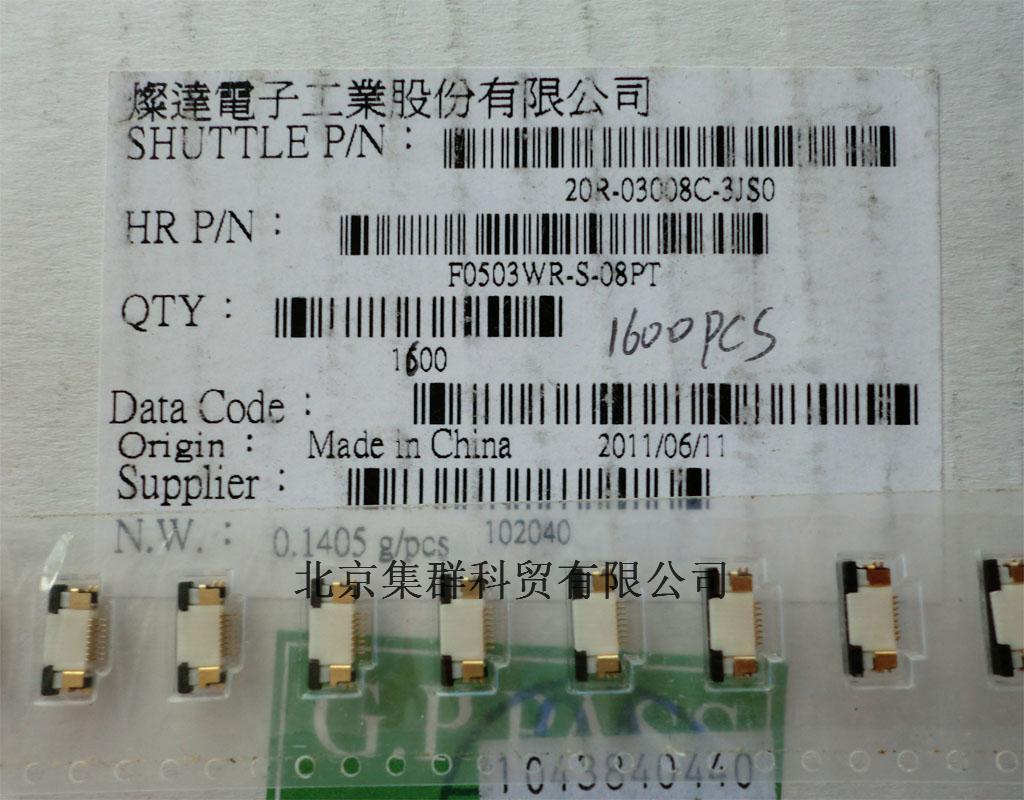 燦達電子工業股份有限公司
SHUTTLE P/N :
20R-03008C-3JS0
HR P/N :
F0503WR-S-08PT
QTY :
1600 1600PCS
Data Code :
Origin : Made in China 2011/06/11
Supplier :
N.W. : 0.1405 g/pcs 102040
北京集群科贸有限公司
G.P PASS
1043840440